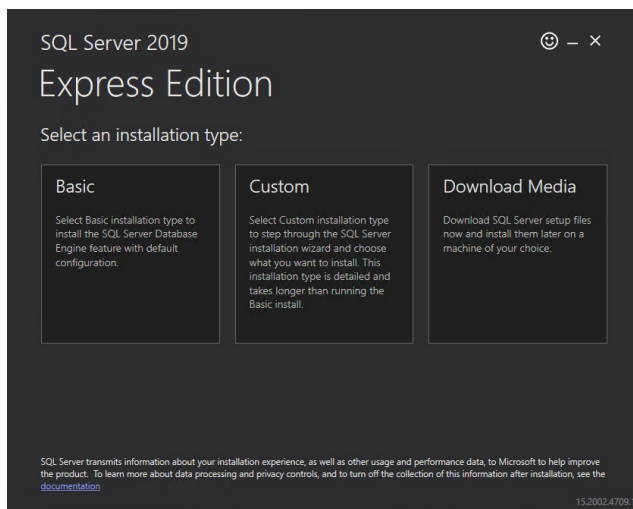 SQL Server 2019
Express Edition
Select an installation type:
Basic
Select Basic installation type to
install the SQL Server Database
Engine feature with default
configuration.
Custom
Select Custom installation type
to step through the SQL Server
installation wizard and choose
what you want to install. This
installation type is detailed and
takes longer than running the
Basic install.
Download Media
Download SQL Server setup files
now and install them later on a
machine of your choice.
SQL Server transmits information about your installation experience, as well as other usage and performance data, to Microsoft to help improve
the product. To learn more about data processing and privacy controls, and to turn off the collection of this information after installation, see the
documentation
15.2002.4709.